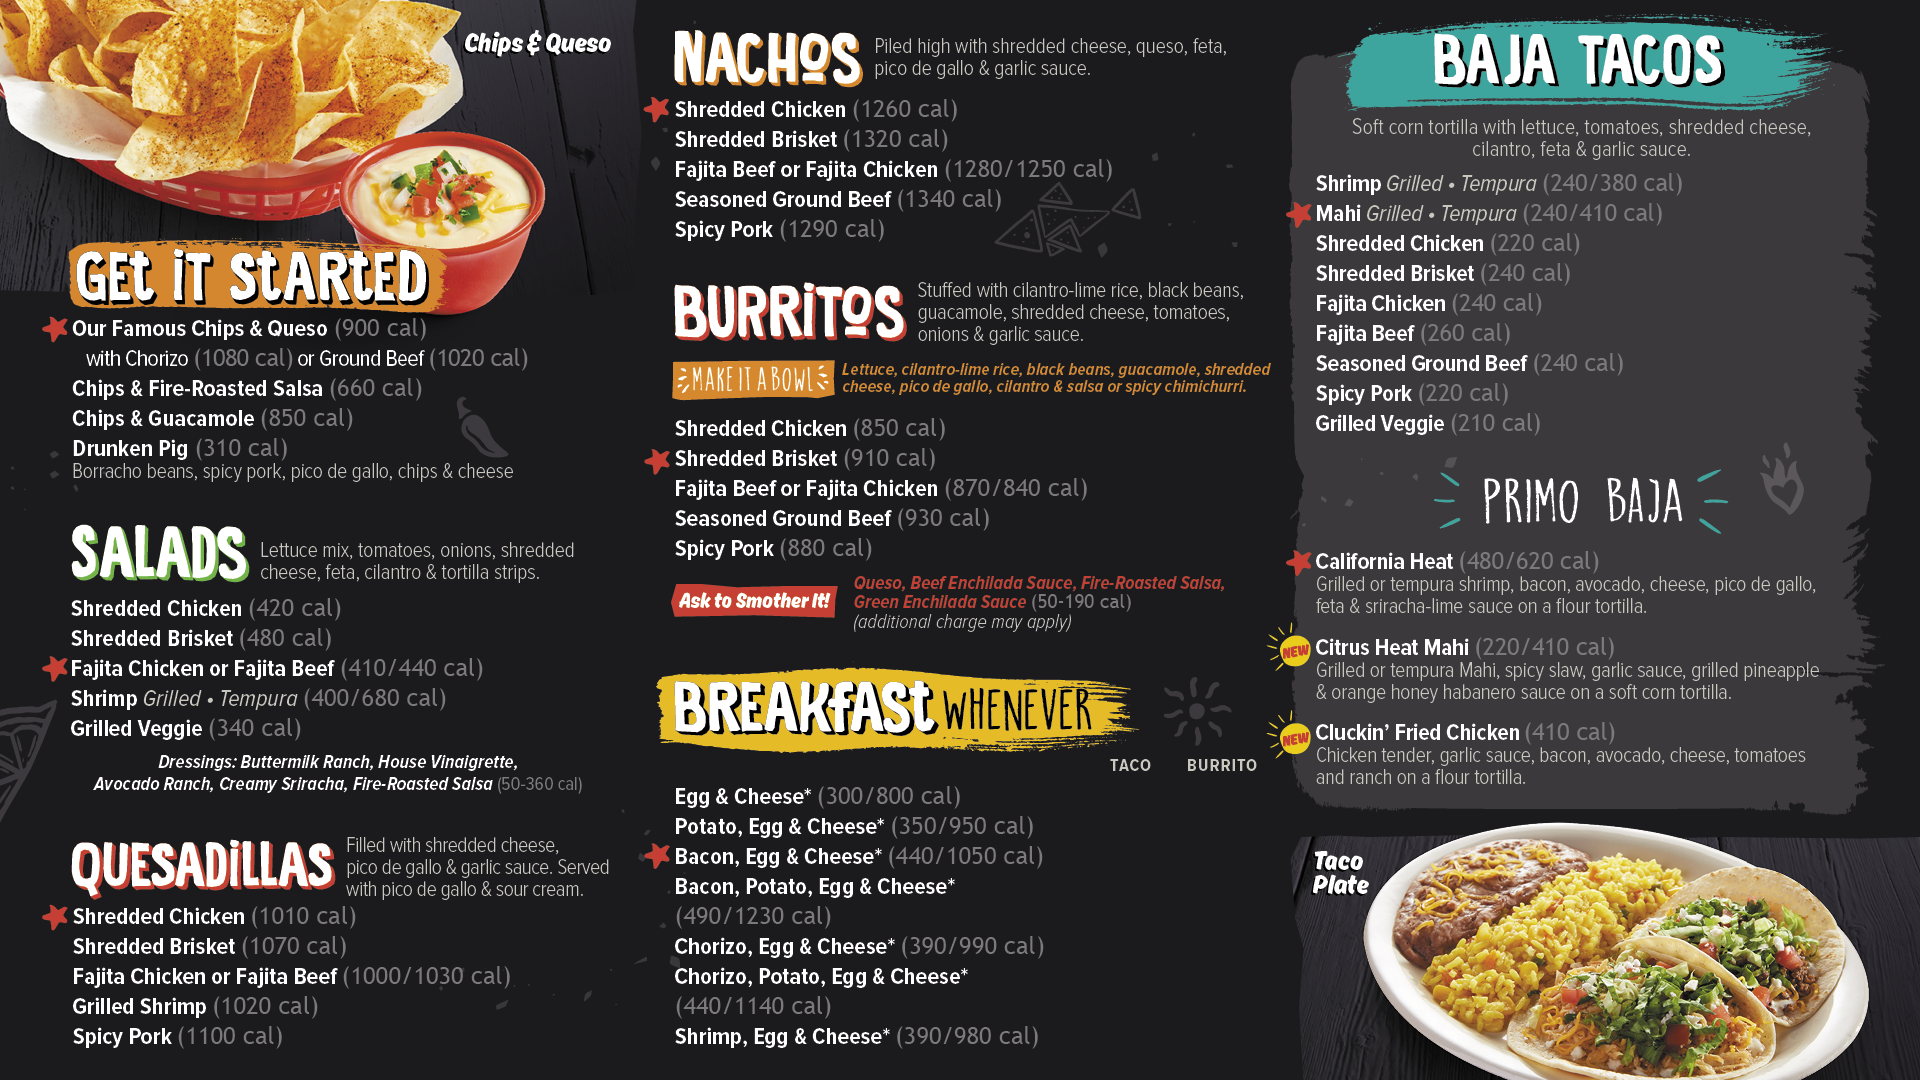 Chips & Queso
GET IT STARTED
Our Famous Chips & Queso (900 cal)
with Chorizo (1080 cal) or Ground Beef (1020 cal)
Chips & Fire-Roasted Salsa (660 cal)
Chips & Guacamole (850 cal)
Drunken Pig (310 cal)
Borracho beans, spicy pork, pico de gallo, chips & cheese
SALADS
Lettuce mix, tomatoes, onions, shredded
cheese, feta, cilantro & tortilla strips.
Shredded Chicken (420 cal)
Shredded Brisket (480 cal)
Fajita Chicken or Fajita Beef (410/440 cal)
Shrimp Grilled • Tempura (400/680 cal)
Grilled Veggie (340 cal)
Dressings: Buttermilk Ranch, House Vinaigrette,
Avocado Ranch, Creamy Sriracha, Fire-Roasted Salsa (50-360 cal)
QUESADILLAS
Filled with shredded cheese,
pico de gallo & garlic sauce. Served
with pico de gallo & sour cream.
Shredded Chicken (1010 cal)
Shredded Brisket (1070 cal)
Fajita Chicken or Fajita Beef (1000/1030 cal)
Grilled Shrimp (1020 cal)
Spicy Pork (1100 cal)
NACHOS
Piled high with shredded cheese, queso, feta,
pico de gallo & garlic sauce.
Shredded Chicken (1260 cal)
Shredded Brisket (1320 cal)
Fajita Beef or Fajita Chicken (1280/1250 cal)
Seasoned Ground Beef (1340 cal)
Spicy Pork (1290 cal)
BURRITOS
Stuffed with cilantro-lime rice, black beans,
guacamole, shredded cheese, tomatoes,
onions & garlic sauce.
MAKE IT A BOWL
Lettuce, cilantro-lime rice, black beans, guacamole, shredded
cheese, pico de gallo, cilantro & salsa or spicy chimichurri.
Shredded Chicken (850 cal)
Shredded Brisket (910 cal)
Fajita Beef or Fajita Chicken (870/840 cal)
Seasoned Ground Beef (930 cal)
Spicy Pork (880 cal)
Ask to Smother It!
Queso, Beef Enchilada Sauce, Fire-Roasted Salsa,
Green Enchilada Sauce (50-190 cal)
(additional charge may apply)
BREAKFAST WHENEVER
TACO BURRITO
Egg & Cheese* (300/800 cal)
Potato, Egg & Cheese* (350/950 cal)
Bacon, Egg & Cheese* (440/1050 cal)
Bacon, Potato, Egg & Cheese*
(490/1230 cal)
Chorizo, Egg & Cheese* (390/990 cal)
Chorizo, Potato, Egg & Cheese*
(440/1140 cal)
Shrimp, Egg & Cheese* (390/980 cal)
BAJA TACOS
Soft corn tortilla with lettuce, tomatoes, shredded cheese,
cilantro, feta & garlic sauce.
Shrimp Grilled • Tempura (240/380 cal)
Mahi Grilled • Tempura (240/410 cal)
Shredded Chicken (220 cal)
Shredded Brisket (240 cal)
Fajita Chicken (240 cal)
Fajita Beef (260 cal)
Seasoned Ground Beef (240 cal)
Spicy Pork (220 cal)
Grilled Veggie (210 cal)
PRIMO BAJA
California Heat (480/620 cal)
Grilled or tempura shrimp, bacon, avocado, cheese, pico de gallo,
feta & sriracha-lime sauce on a flour tortilla.
NEW Citrus Heat Mahi (220/410 cal)
Grilled or tempura Mahi, spicy slaw, garlic sauce, grilled pineapple
& orange honey habanero sauce on a soft corn tortilla.
NEW Cluckin' Fried Chicken (410 cal)
Chicken tender, garlic sauce, bacon, avocado, cheese, tomatoes
and ranch on a flour tortilla.
Taco
Plate